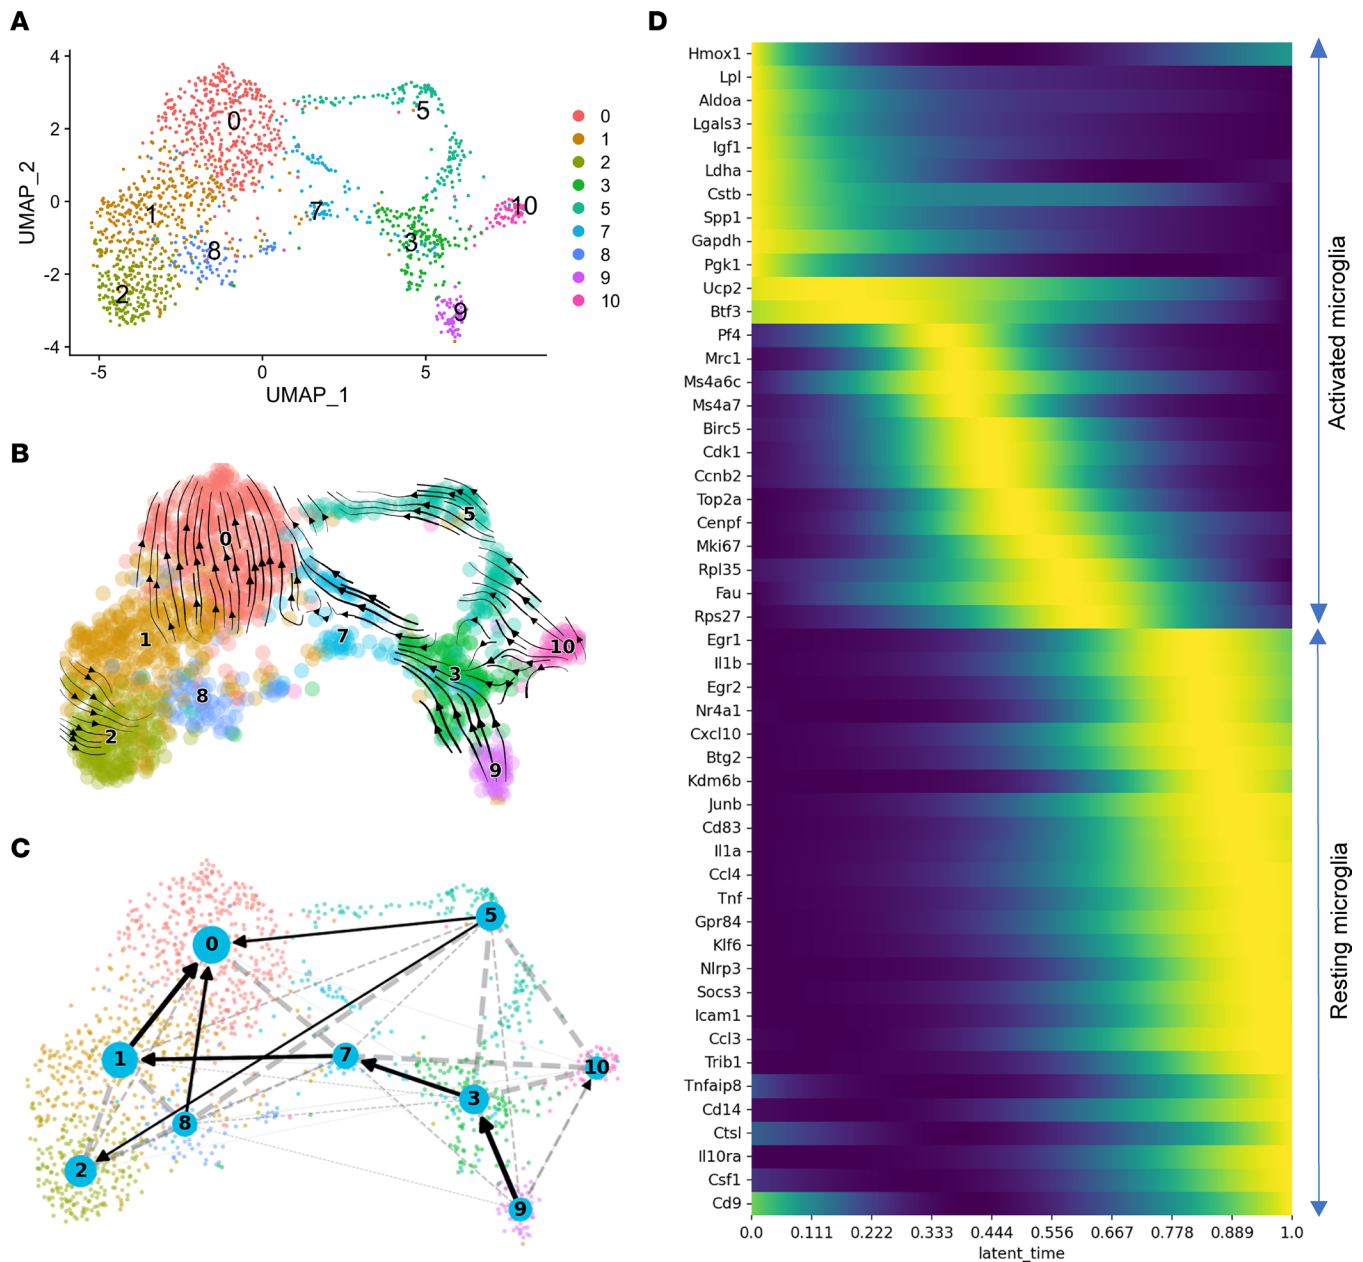 A
4
2
0
-2
-4
UMAP_2
-5
0
5
UMAP_1
0
1
2
3
5
7
8
9
10
0
5
1
7
10
8
3
2
9
B
0
5
1
7
10
3
8
2
9
C
5
0
1
7
10
3
8
2
9
D
Hmox1
Lpl
Aldoa
Lgals3
Igf1
Ldha
Cstb
Spp1
Gapdh
Pgk1
Ucp2
Btf3
Pf4
Mrc1
Ms4a6c
Ms4a7
Birc5
Cdk1
Ccnb2
Top2a
Cenpf
Mki67
Rpl35
Fau
Rps27
Egr1
Il1b
Egr2
Nr4a1
Cxcl10
Btg2
Kdm6b
Junb
Cd83
Il1a
Ccl4
Tnf
Gpr84
Klf6
Nlrp3
Socs3
Icam1
Ccl3
Trib1
Tnfaip8
Cd14
Ctsl
Il10ra
Csf1
Cd9
0.0 0.111 0.222 0.333 0.444 0.556 0.667 0.778 0.889 1.0
latent_time
Activated microglia
Resting microglia